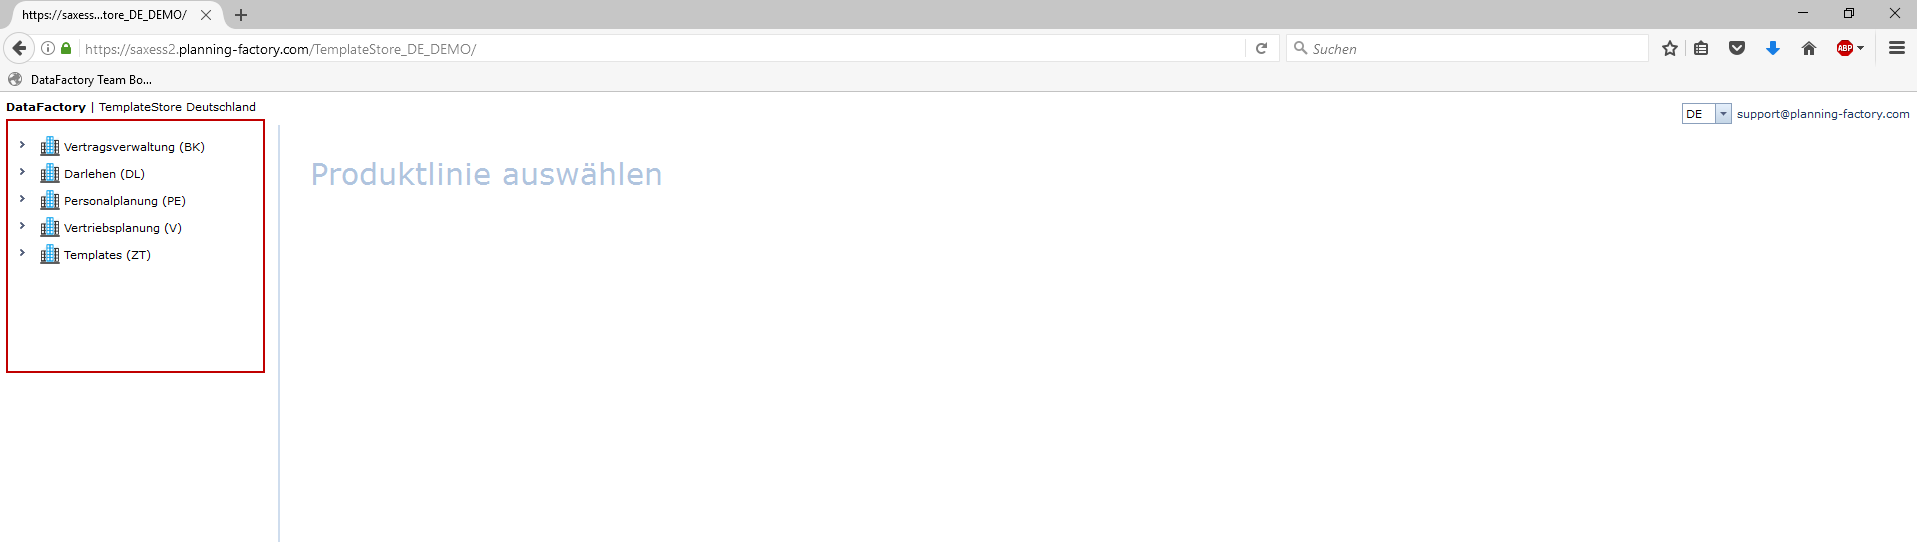 https://saxess...tore_DE_DEMO/
https://saxess2.planning-factory.com/TemplateStore_DE_DEMO/
Suchen
ABP
DataFactory Team Bo...
DataFactory | TemplateStore Deutschland
DE
support@planning-factory.com
Vertragsverwaltung (BK)
Darlehen (DL)
Personalplanung (PE)
Vertriebsplanung (V)
Templates (ZT)
Produktlinie auswählen